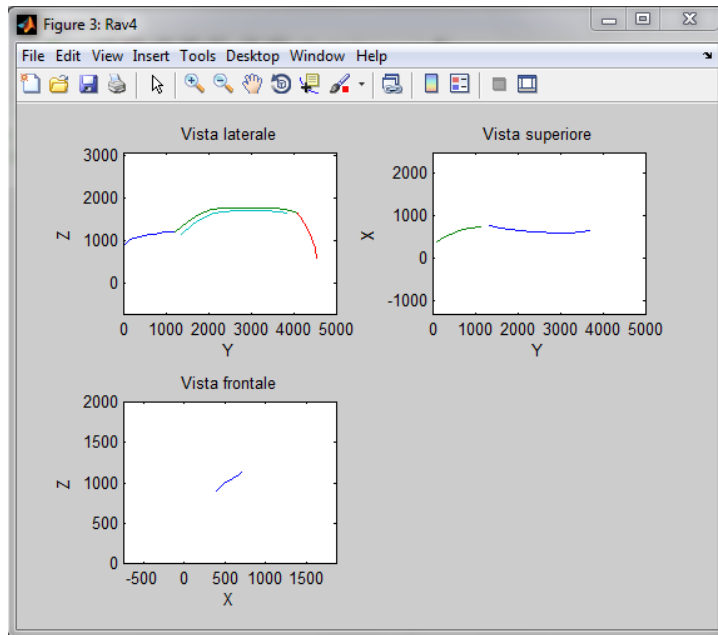 Figure 3: Rav4
File Edit View Insert Tools Desktop Window Help
Vista laterale
3000
2000
1000
0
Z
0 1000 2000 3000 4000 5000
Y
Vista superiore
2000
1000
0
-1000
X
0 1000 2000 3000 4000 5000
Y
Vista frontale
2000
1500
1000
500
0
Z
-500 0 500 1000 1500
X